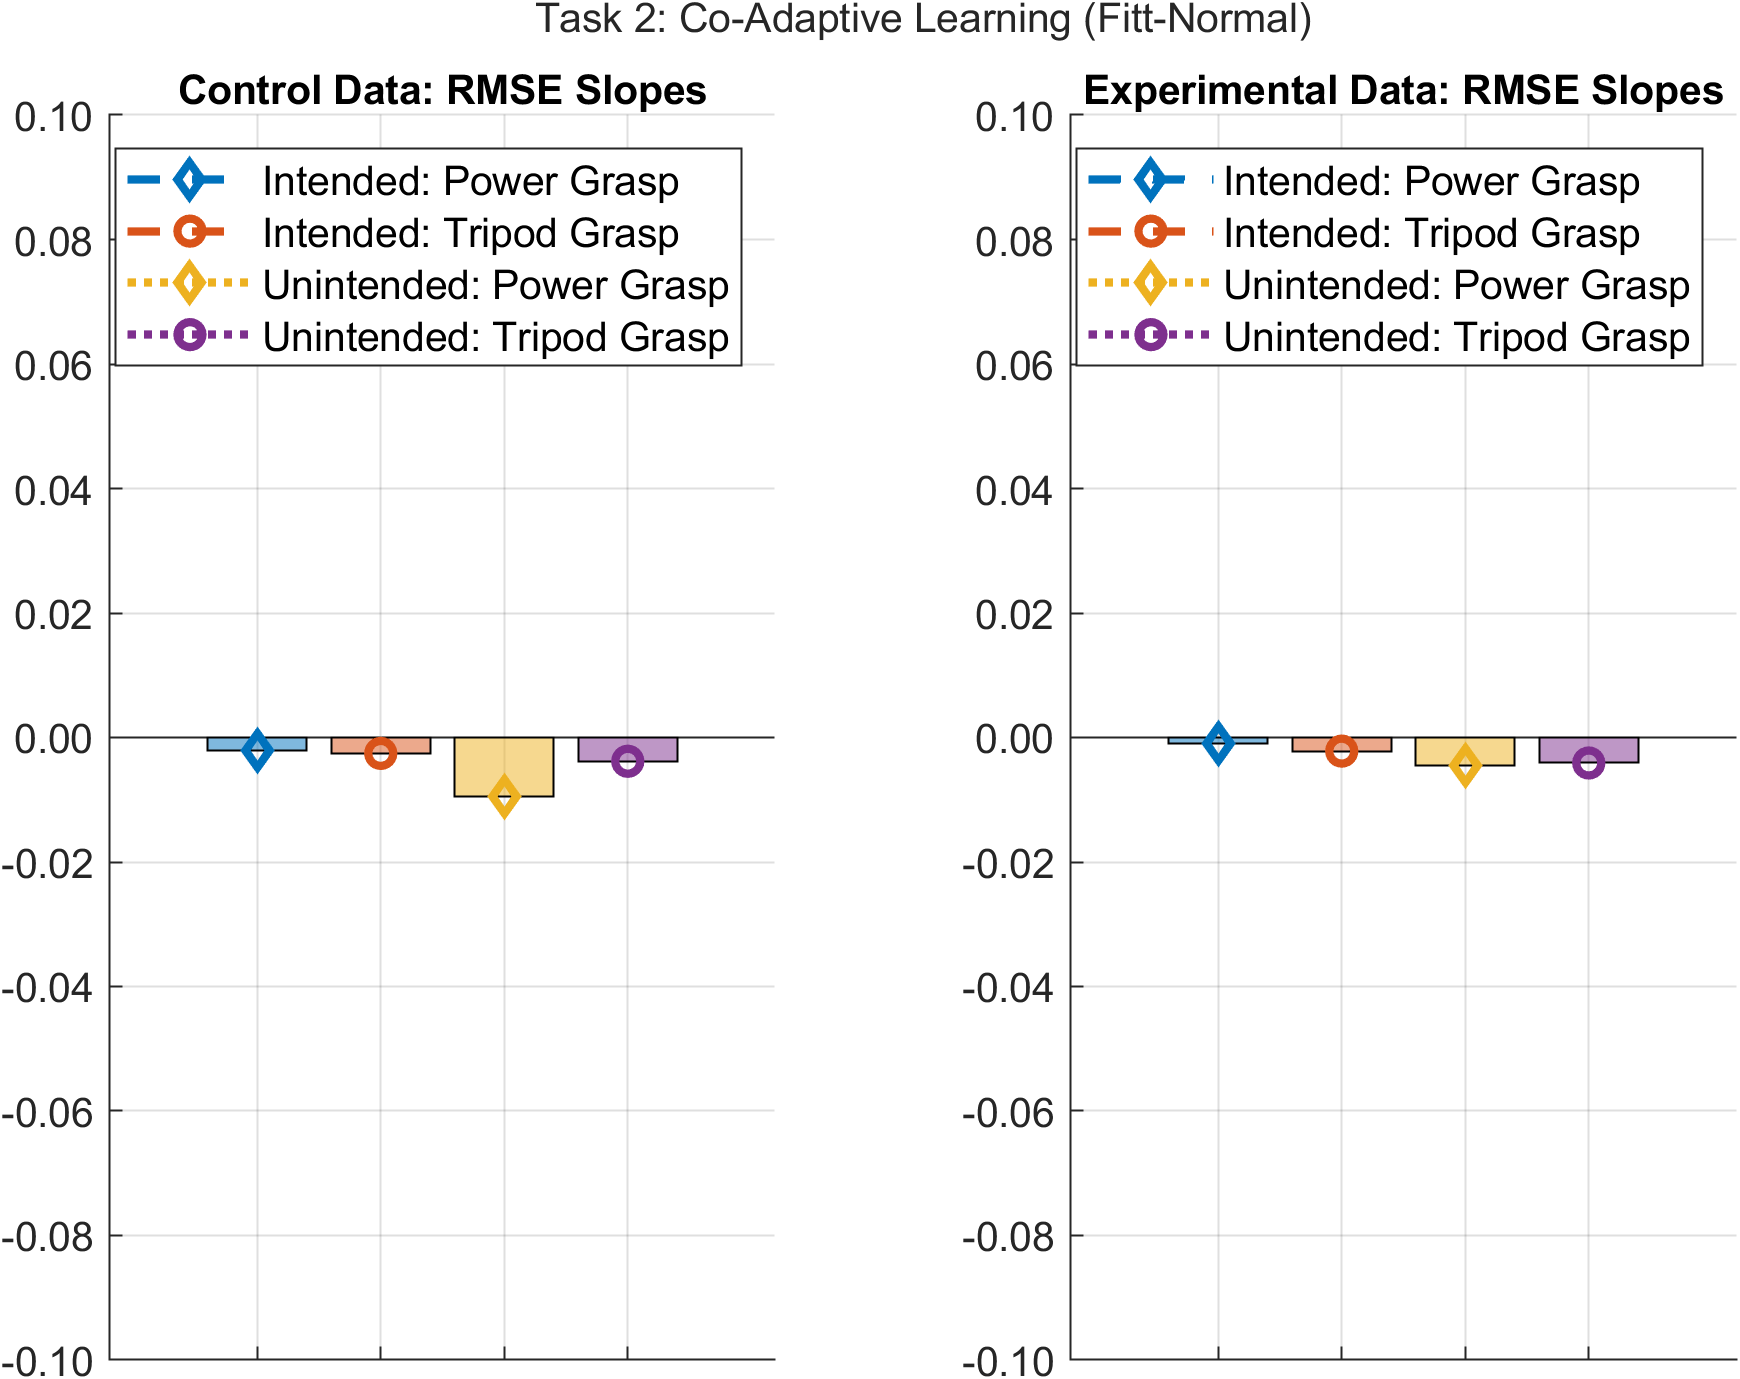 Task 2: Co-Adaptive Learning (Fitt-Normal)
Control Data: RMSE Slopes
0.10
0.08
0.06
0.04
0.02
0.00
-0.02
-0.04
-0.06
-0.08
-0.10
Intended: Power Grasp
Intended: Tripod Grasp
Unintended: Power Grasp
Unintended: Tripod Grasp
Experimental Data: RMSE Slopes
0.10
0.08
0.06
0.04
0.02
0.00
-0.02
-0.04
-0.06
-0.08
-0.10
Intended: Power Grasp
Intended: Tripod Grasp
Unintended: Power Grasp
Unintended: Tripod Grasp